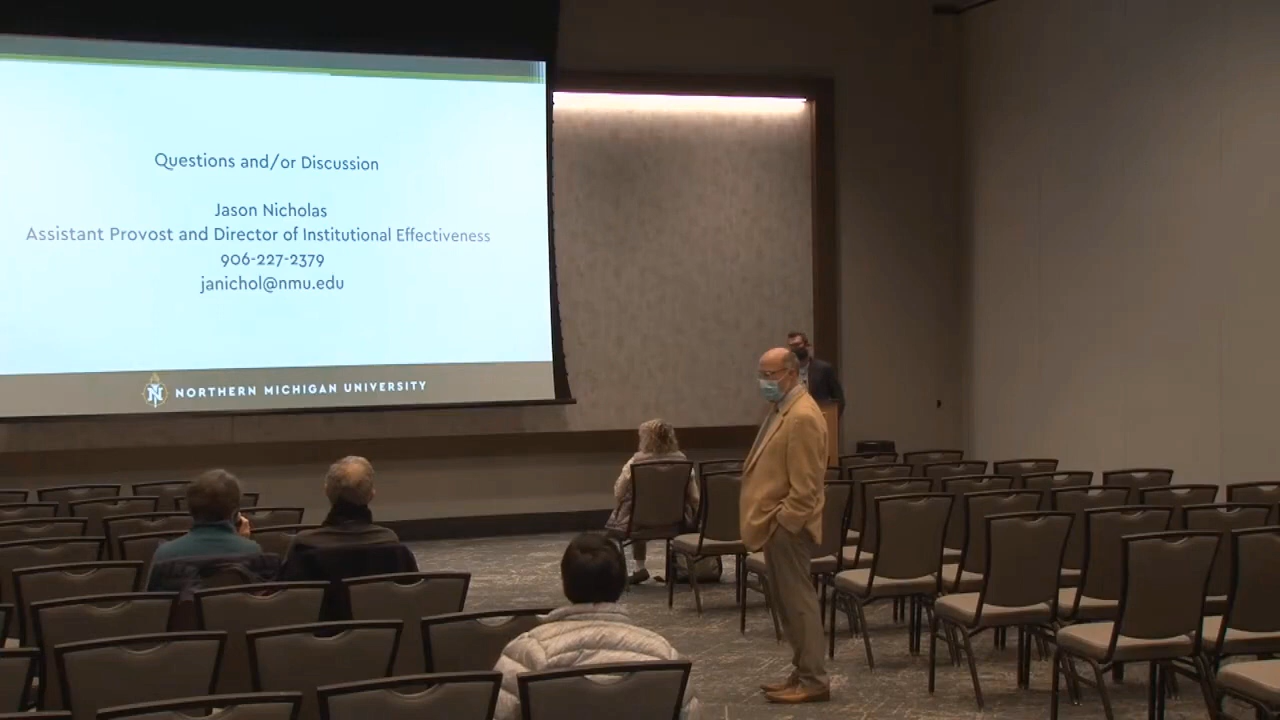 Questions and/or Discussion
Jason Nicholas
Assistant Provost and Director of Institutional Effectiveness
906-227-2379
janichol@nmu.edu
N NORTHERN MICHIGAN UNIVERSITY